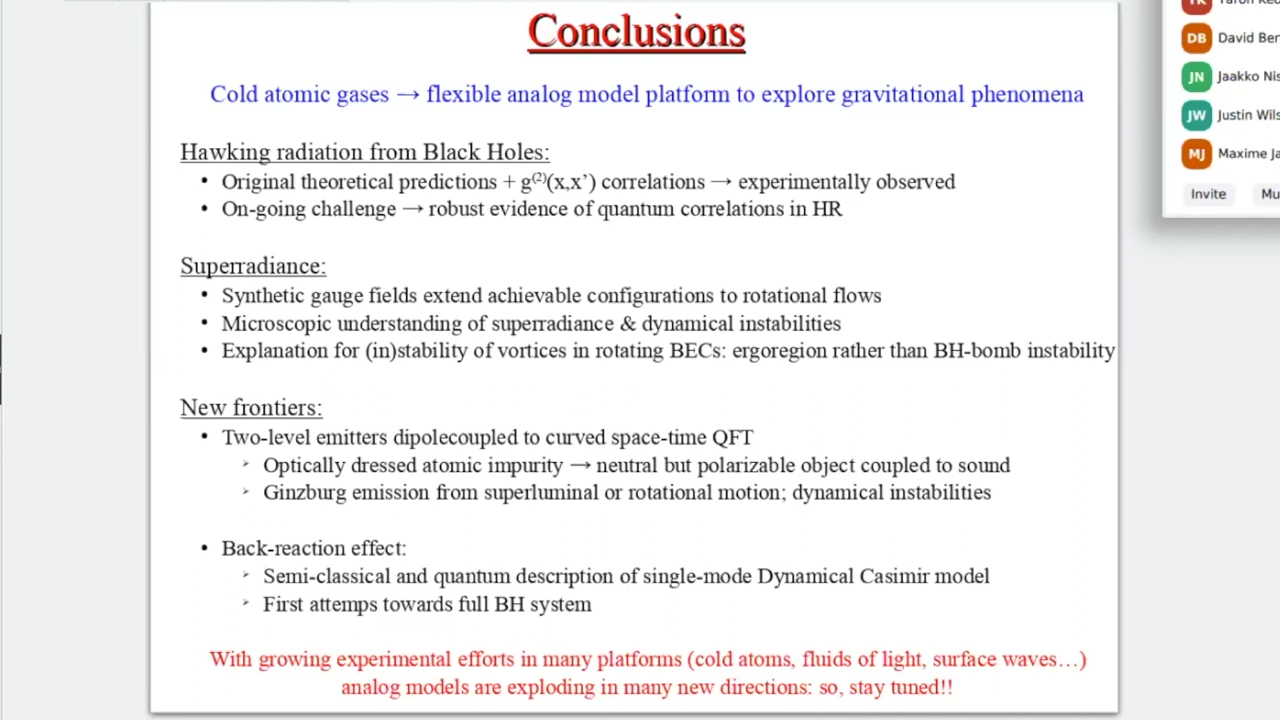 Conclusions
Cold atomic gases → flexible analog model platform to explore gravitational phenomena
Hawking radiation from Black Holes:
• Original theoretical predictions + g⁽²⁾(x,x’) correlations → experimentally observed
• On-going challenge → robust evidence of quantum correlations in HR
Superradiance:
• Synthetic gauge fields extend achievable configurations to rotational flows
• Microscopic understanding of superradiance & dynamical instabilities
• Explanation for (in)stability of vortices in rotating BECs: ergoregion rather than BH-bomb instability
New frontiers:
• Two-level emitters dipolecoupled to curved space-time QFT
➢ Optically dressed atomic impurity → neutral but polarizable object coupled to sound
➢ Ginzburg emission from superluminal or rotational motion; dynamical instabilities
• Back-reaction effect:
➢ Semi-classical and quantum description of single-mode Dynamical Casimir model
➢ First attemps towards full BH system
With growing experimental efforts in many platforms (cold atoms, fluids of light, surface waves…)
analog models are exploding in many new directions: so, stay tuned!!
DB David Ber
JN Jaakko Nis
JW Justin Wils
MJ Maxime Ja
Invite Mu